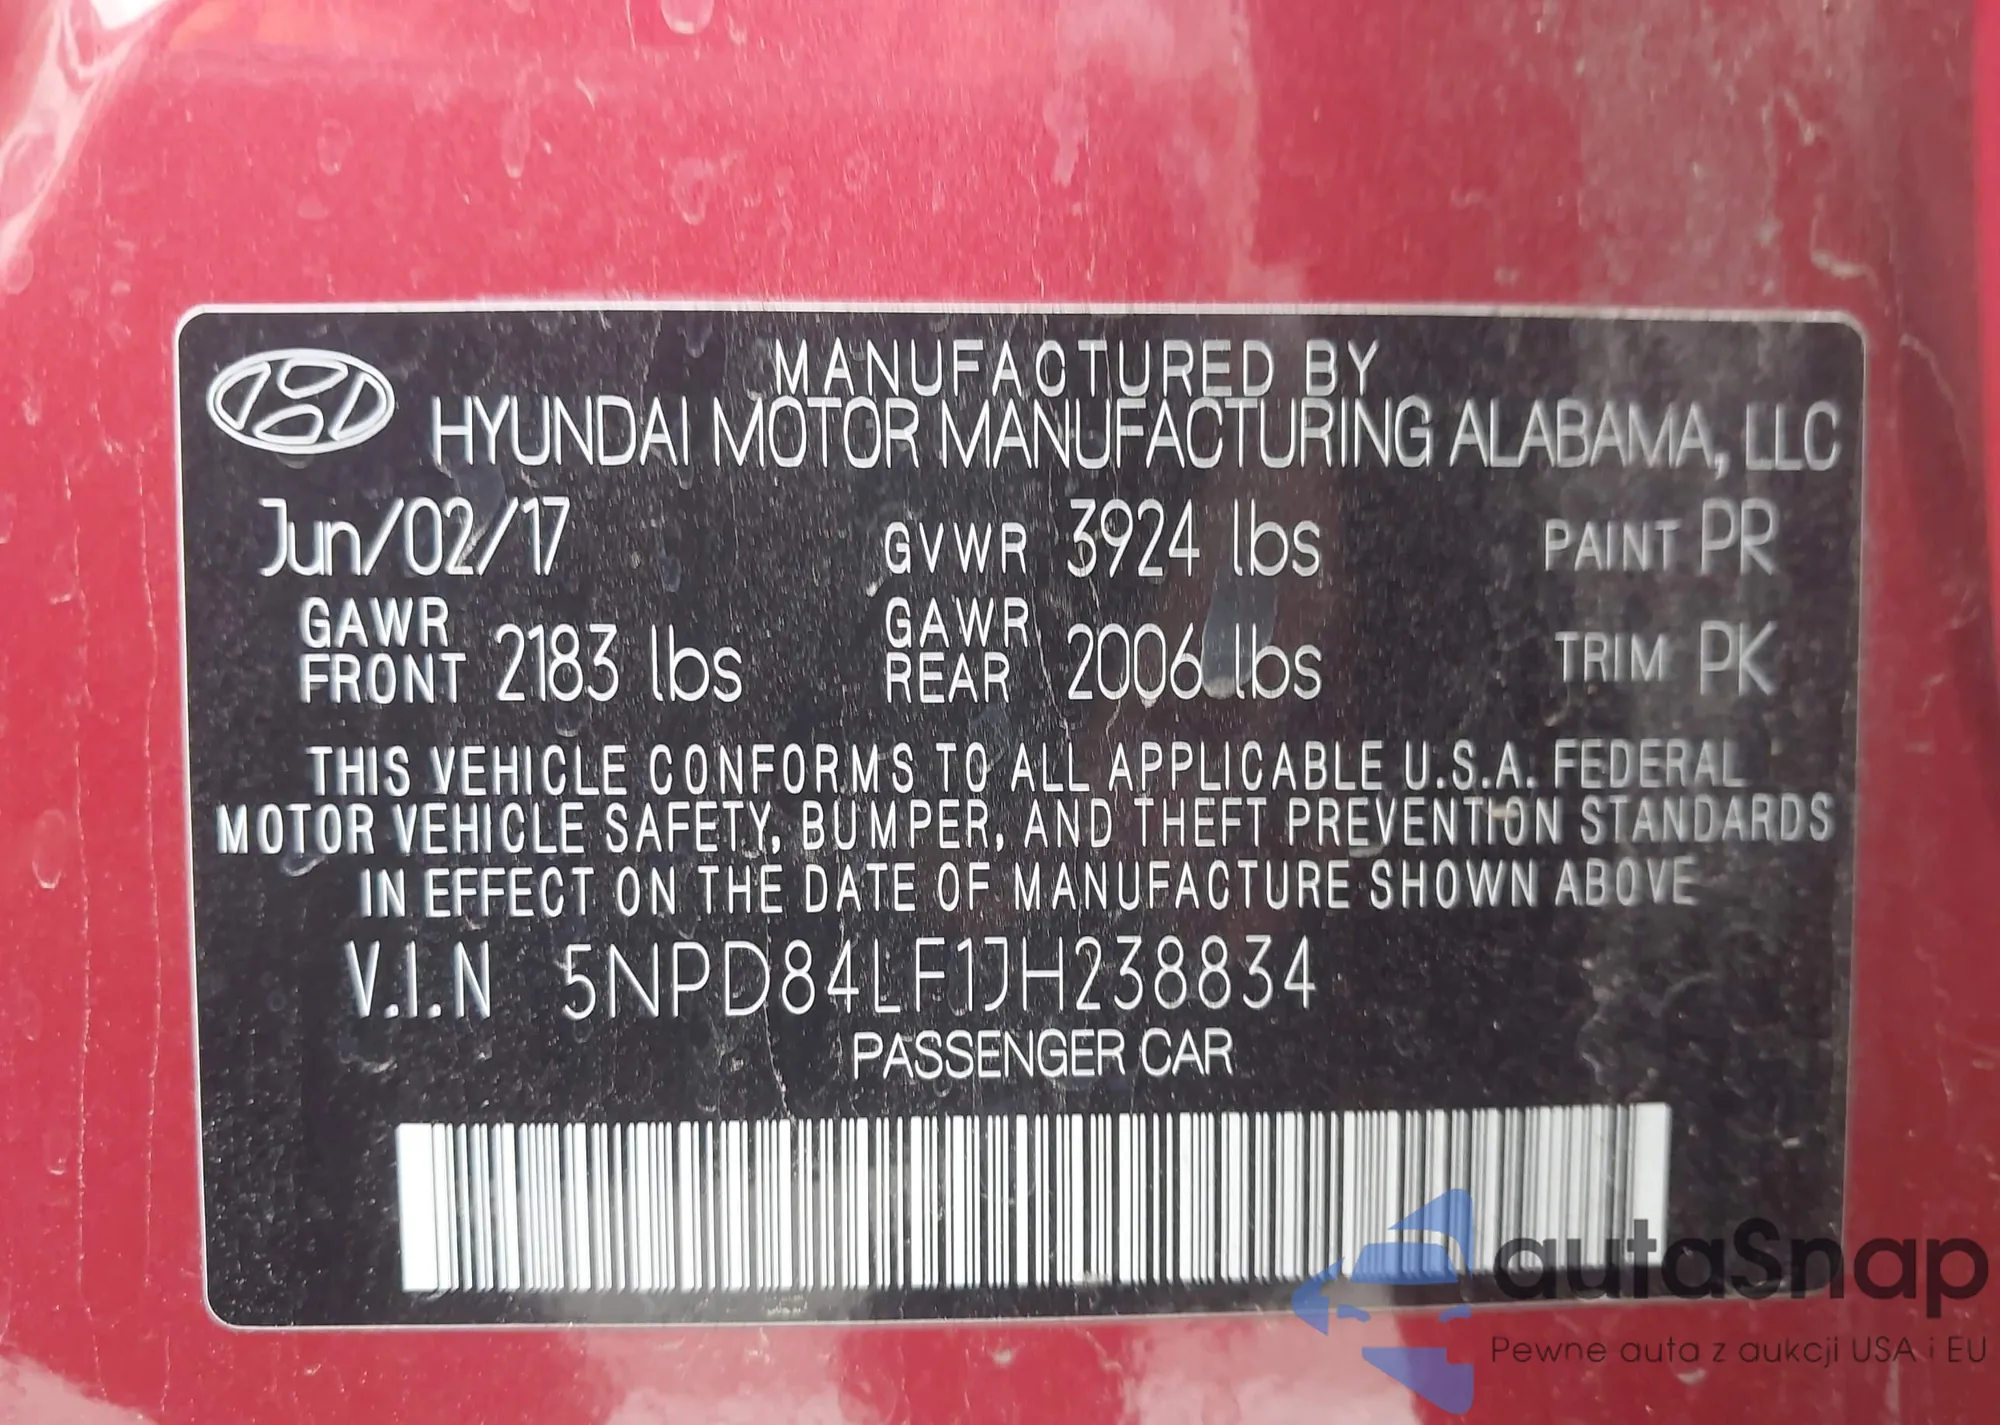 MANUFACTURED BY
HYUNDAI MOTOR MANUFACTURING ALABAMA, LLC
Jun/02/17 GVWR 3924 lbs PAINT PR
GAWR FRONT 2183 lbs GAWR REAR 2006 lbs TRIM PK
THIS VEHICLE CONFORMS TO ALL APPLICABLE U.S.A. FEDERAL
MOTOR VEHICLE SAFETY, BUMPER, AND THEFT PREVENTION STANDARDS
IN EFFECT ON THE DATE OF MANUFACTURE SHOWN ABOVE
V.I.N 5NPD84LF1JH238834
PASSENGER CAR
autaSnap
Pewne auta z aukcji USA i EU